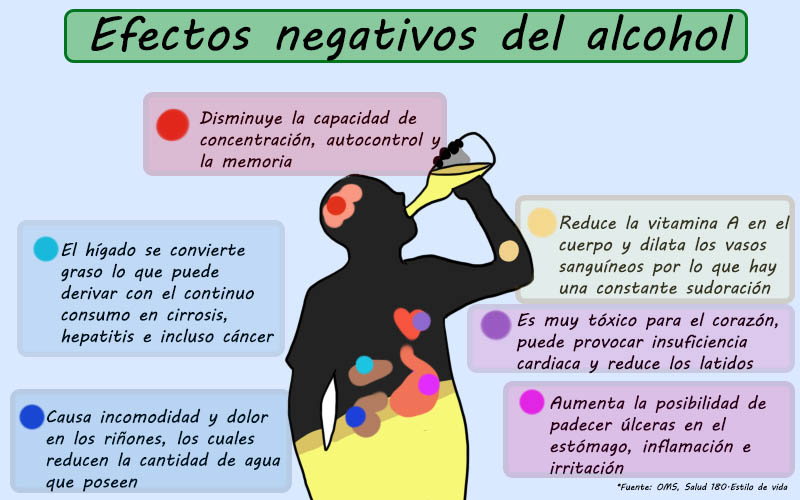 Efectos negativos del alcohol
Disminuye la capacidad de
concentración, autocontrol y
la memoria
Reduce la vitamina A en el
cuerpo y dilata los vasos
sanguíneos por lo que hay
una constante sudoración
El hígado se convierte
graso lo que puede
derivar con el continuo
consumo en cirrosis,
hepatitis e incluso cáncer
Es muy tóxico para el corazón,
puede provocar insuficiencia
cardiaca y reduce los latidos
Causa incomodidad y dolor
en los riñones, los cuales
reducen la cantidad de agua
que poseen
Aumenta la posibilidad de
padecer úlceras en el
estómago, inflamación e
irritación
*Fuente: OMS, Salud 180-Estilo de vida